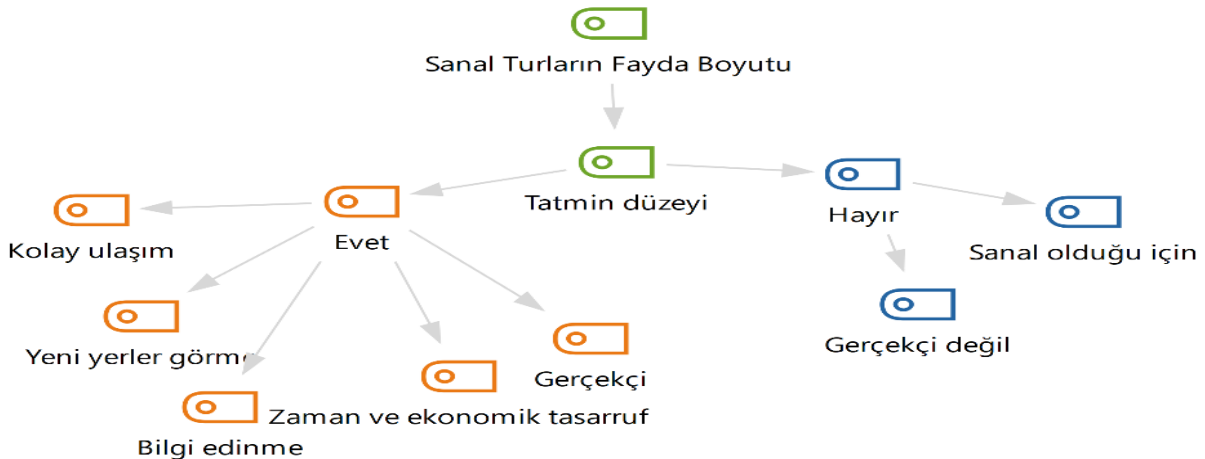 Sanal Turların Fayda Boyutu
Tatmin düzeyi
Evet
Hayır
Kolay ulaşım
Sanal olduğu için
Yeni yerler görme
Gerçekçi değil
Gerçekçi
Zaman ve ekonomik tasarruf
Bilgi edinme